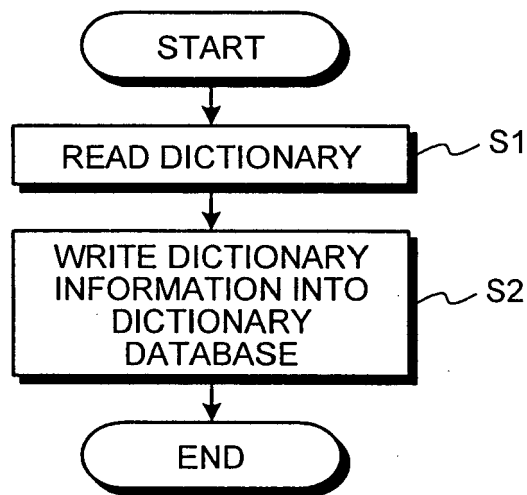 START
READ DICTIONARY
S1
WRITE DICTIONARY
INFORMATION INTO
DICTIONARY
DATABASE
S2
END